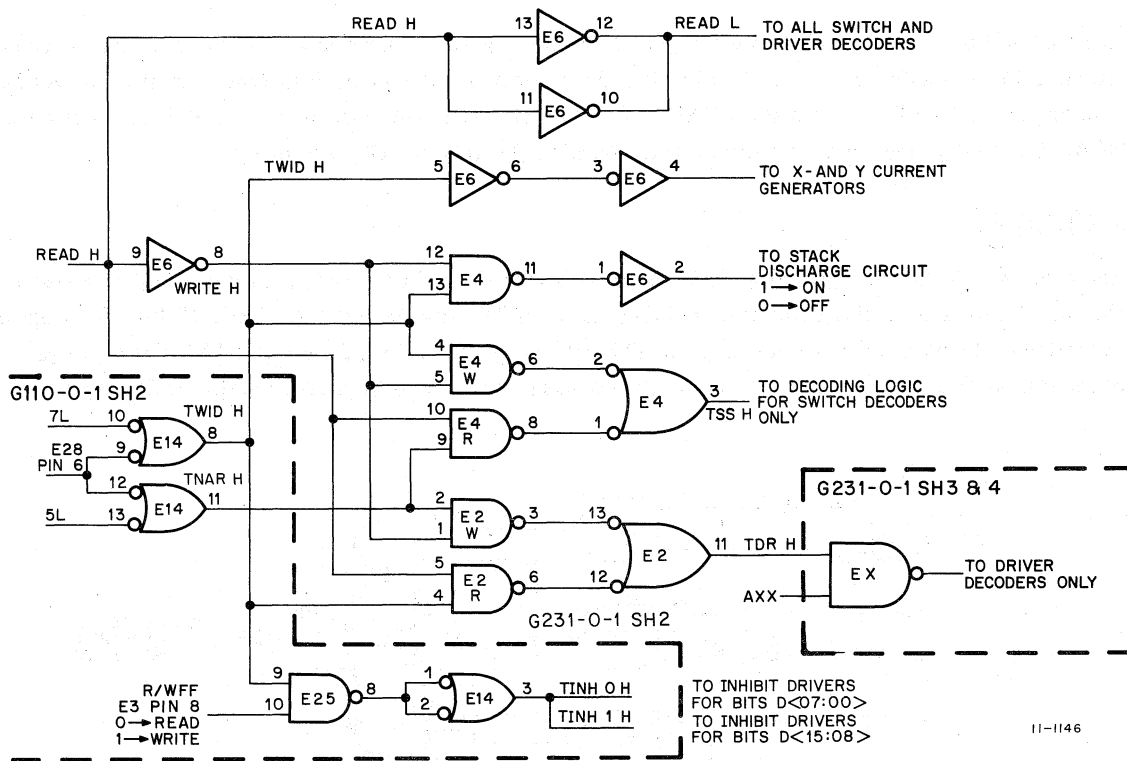 READ H
13
E6
12
READ L
TO ALL SWITCH AND
DRIVER DECODERS
11
E6
10
TWID H
5
E6
6
3
E6
4
TO X-AND Y CURRENT
GENERATORS
READ H
9
E6
8
WRITE H
12
13
E4
11
1
E6
2
TO STACK
DISCHARGE CIRCUIT
1→ON
0→OFF
4
5
E4
W
6
2
1
E4
3
TSS H
TO DECODING LOGIC
FOR SWITCH DECODERS
ONLY
10
9
E4
R
8
G110-0-1 SH2
7L
10
E28
PIN 6
9
E14
TWID H
8
12
5L
13
E14
TNAR H
11
2
1
E2
W
3
13
12
E2
11
TDR H
5
4
E2
R
6
G231-0-1 SH2
G231-0-1 SH3 & 4
AXX
EX
TO DRIVER
DECODERS ONLY
R/WFF
E3 PIN 8
0→READ
1→WRITE
9
10
E25
8
1
2
E14
3
TINH 0 H
TINH 1 H
TO INHIBIT DRIVERS
FOR BITS D<07:00>
TO INHIBIT DRIVERS
FOR BITS D<15:08>
11-1146